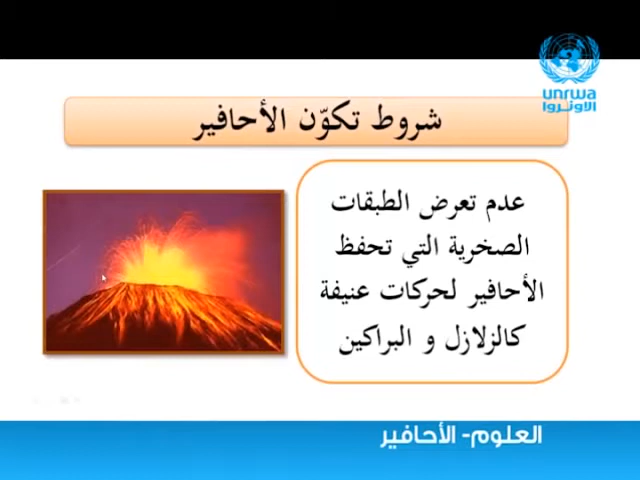 unrwa
الاونروا
شروط تكوّن الأحافير
عدم تعرض الطبقات
الصخرية التي تحفظ
الأحافير لحركات عنيفة
كالزلازل و البراكين
العلوم- الأحافير